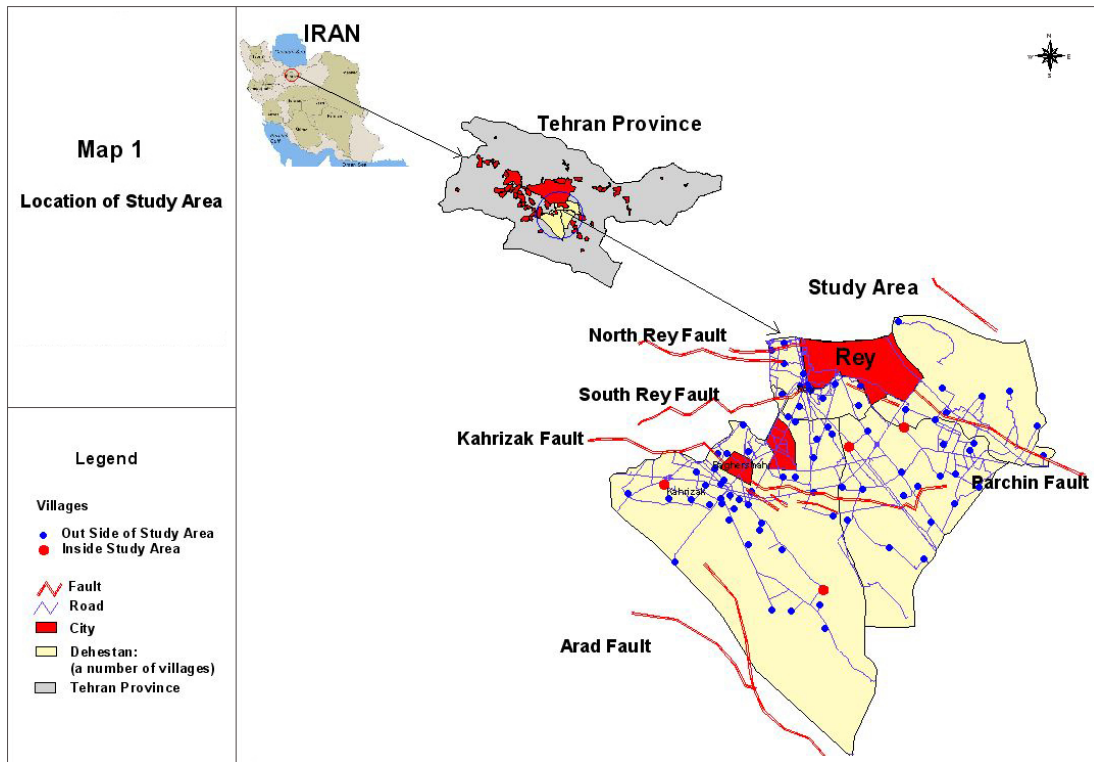 Map 1
Location of Study Area
Legend
Villages
Out Side of Study Area
Inside Study Area
Fault
Road
City
Dehestan:
(a number of villages)
Tehran Province
IRAN
Tehran Province
Study Area
North Rey Fault
Rey
South Rey Fault
Kahrizak Fault
Kahrizak
Parchin Fault
Arad Fault
N
W
E
S